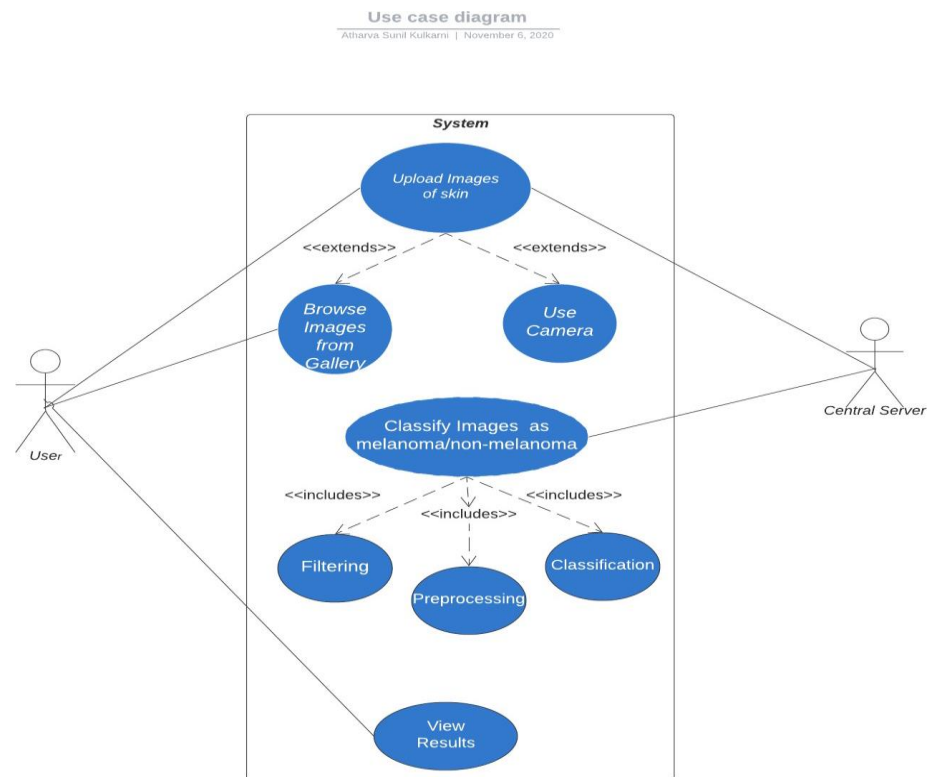 Use case diagram
Atharva Sunil Kulkarni | November 6, 2020
System
Upload Images
of skin
<<extends>>
<<extends>>
Browse
Images
from
Gallery
Use
Camera
Central Server
User
Classify Images as
melanoma/non-melanoma
<<includes>>
<<includes>>
<<includes>>
Filtering
Preprocessing
Classification
View
Results